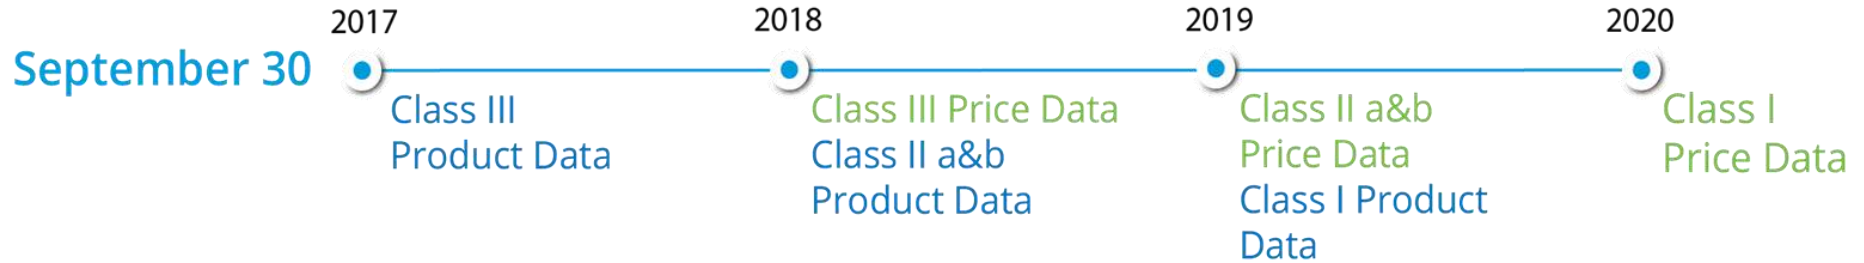 2017
2018
2019
2020
September 30
Class III
Product Data
Class III Price Data
Class II a&b
Product Data
Class II a&b
Price Data
Class I Product
Data
Class I
Price Data